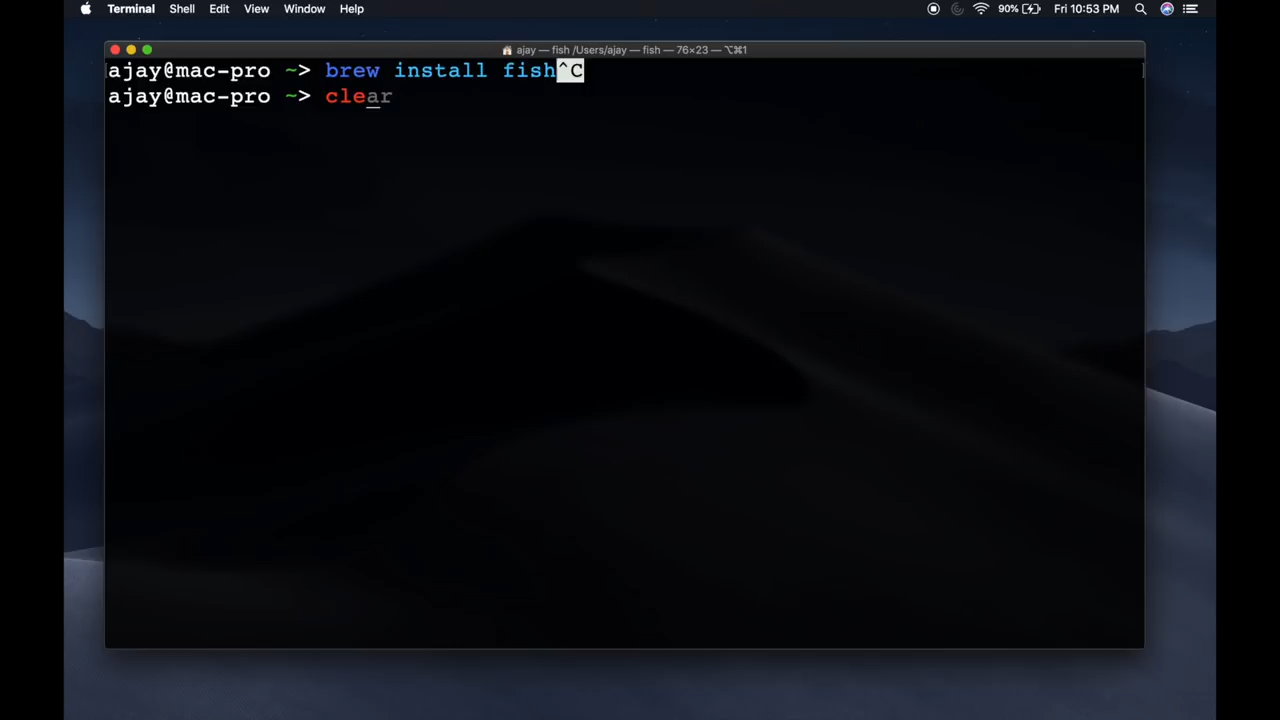 Terminal Shell Edit View Window Help 90% Fri 10:53 PM
ajay — fish /Users/ajay — fish — 76×23 — ⌥⌘1
ajay@mac-pro ~> brew install fish^C
ajay@mac-pro ~> clear